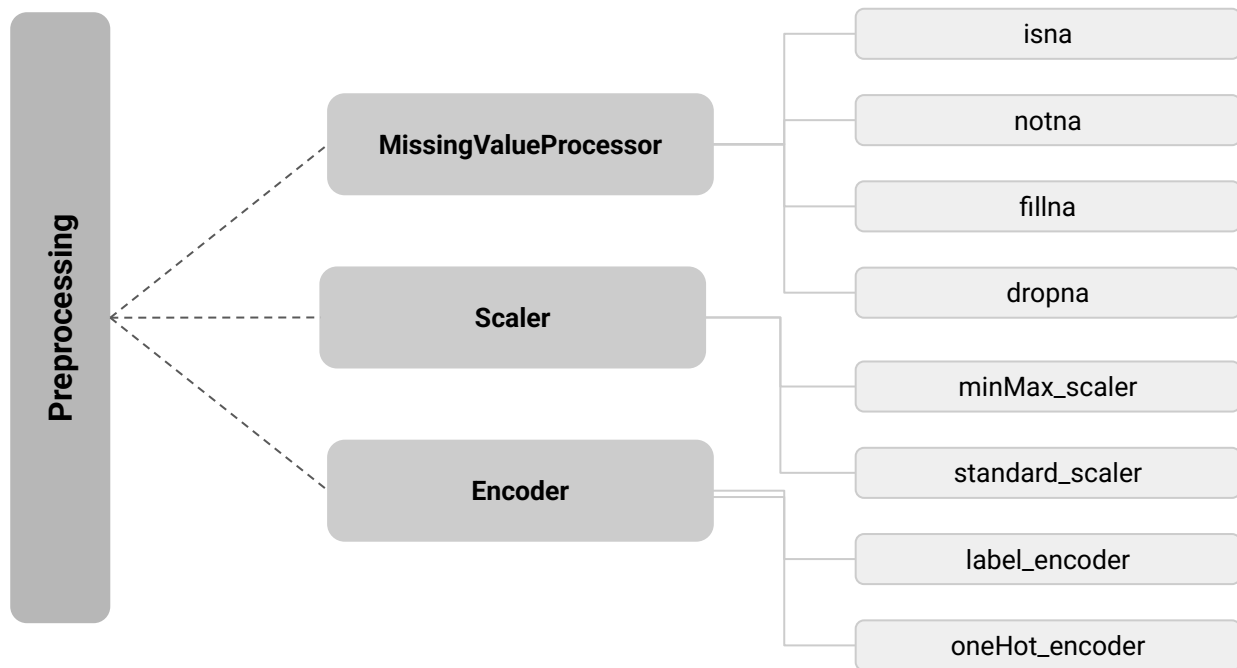 Preprocessing
MissingValueProcessor
isna
notna
fillna
dropna
Scaler
minMax_scaler
standard_scaler
Encoder
label_encoder
oneHot_encoder